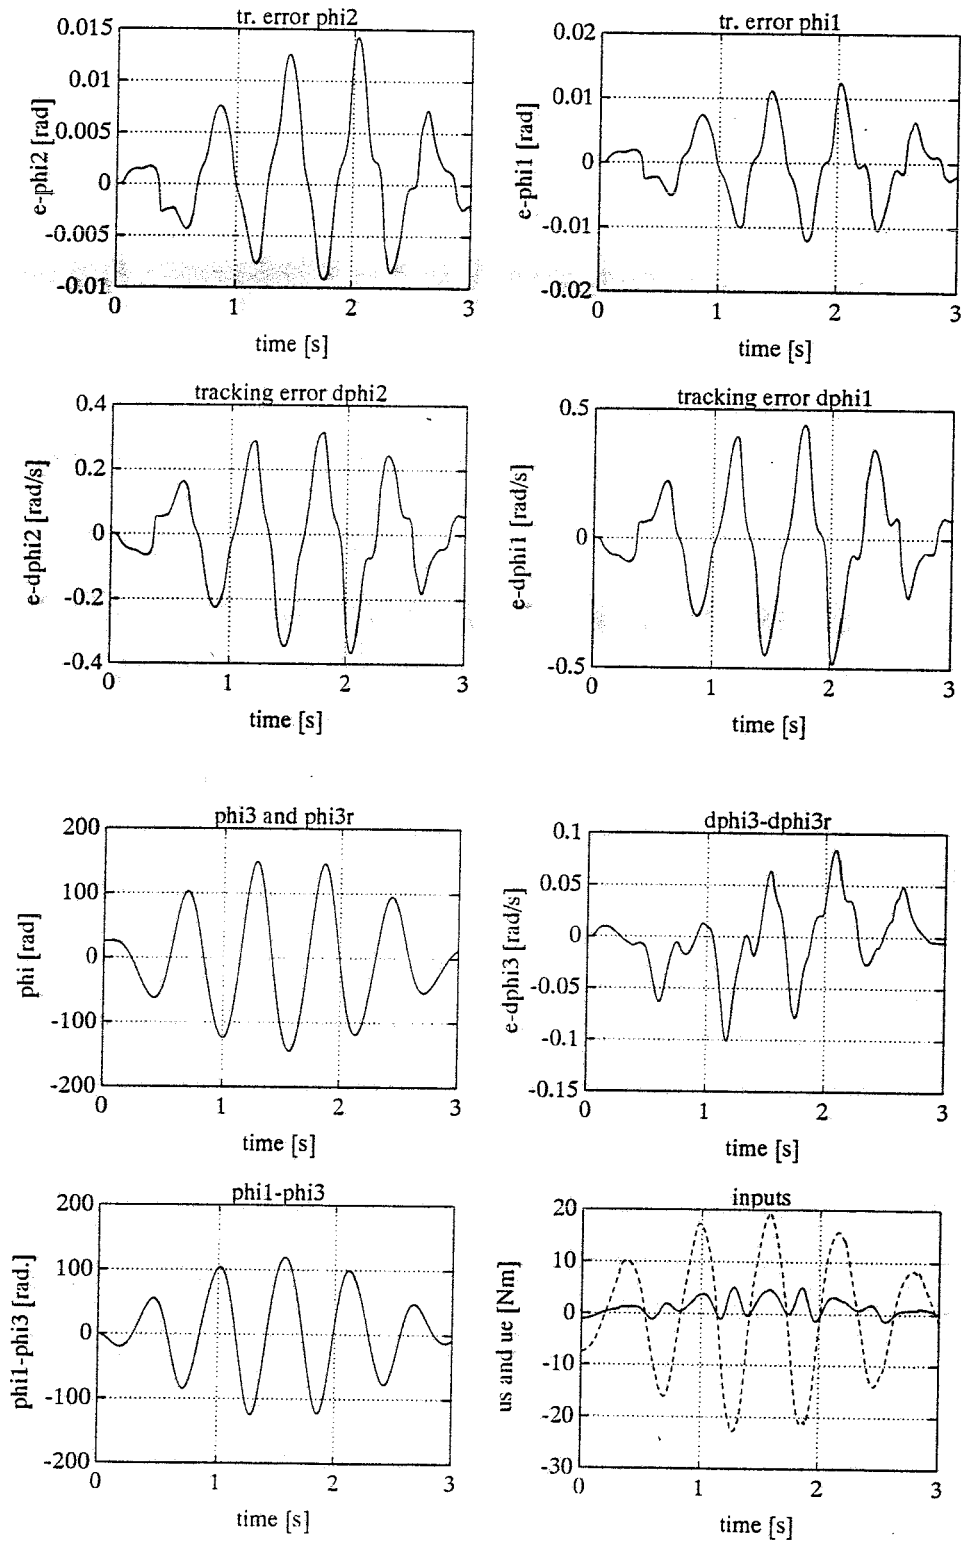 tr. error phi2
0.015
0.01
0.005
0
-0.005
-0.01
e-phi2 [rad]
0 1 2 3
time [s]
tr. error phi1
0.02
0.01
0
-0.01
-0.02
e-phi1 [rad]
0 1 2 3
time [s]
tracking error dphi2
0.4
0.2
0
-0.2
-0.4
e-dphi2 [rad/s]
0 1 2 3
time [s]
tracking error dphi1
0.5
0
-0.5
e-dphi1 [rad/s]
0 1 2 3
time [s]
phi3 and phi3r
200
100
0
-100
-200
phi [rad]
0 1 2 3
time [s]
dphi3-dphi3r
0.1
0.05
0
-0.05
-0.1
-0.15
e-dphi3 [rad/s]
0 1 2 3
time [s]
phi1-phi3
200
100
0
-100
-200
phi1-phi3 [rad.]
0 1 2 3
time [s]
inputs
20
10
0
-10
-20
-30
us and ue [Nm]
0 1 2 3
time [s]